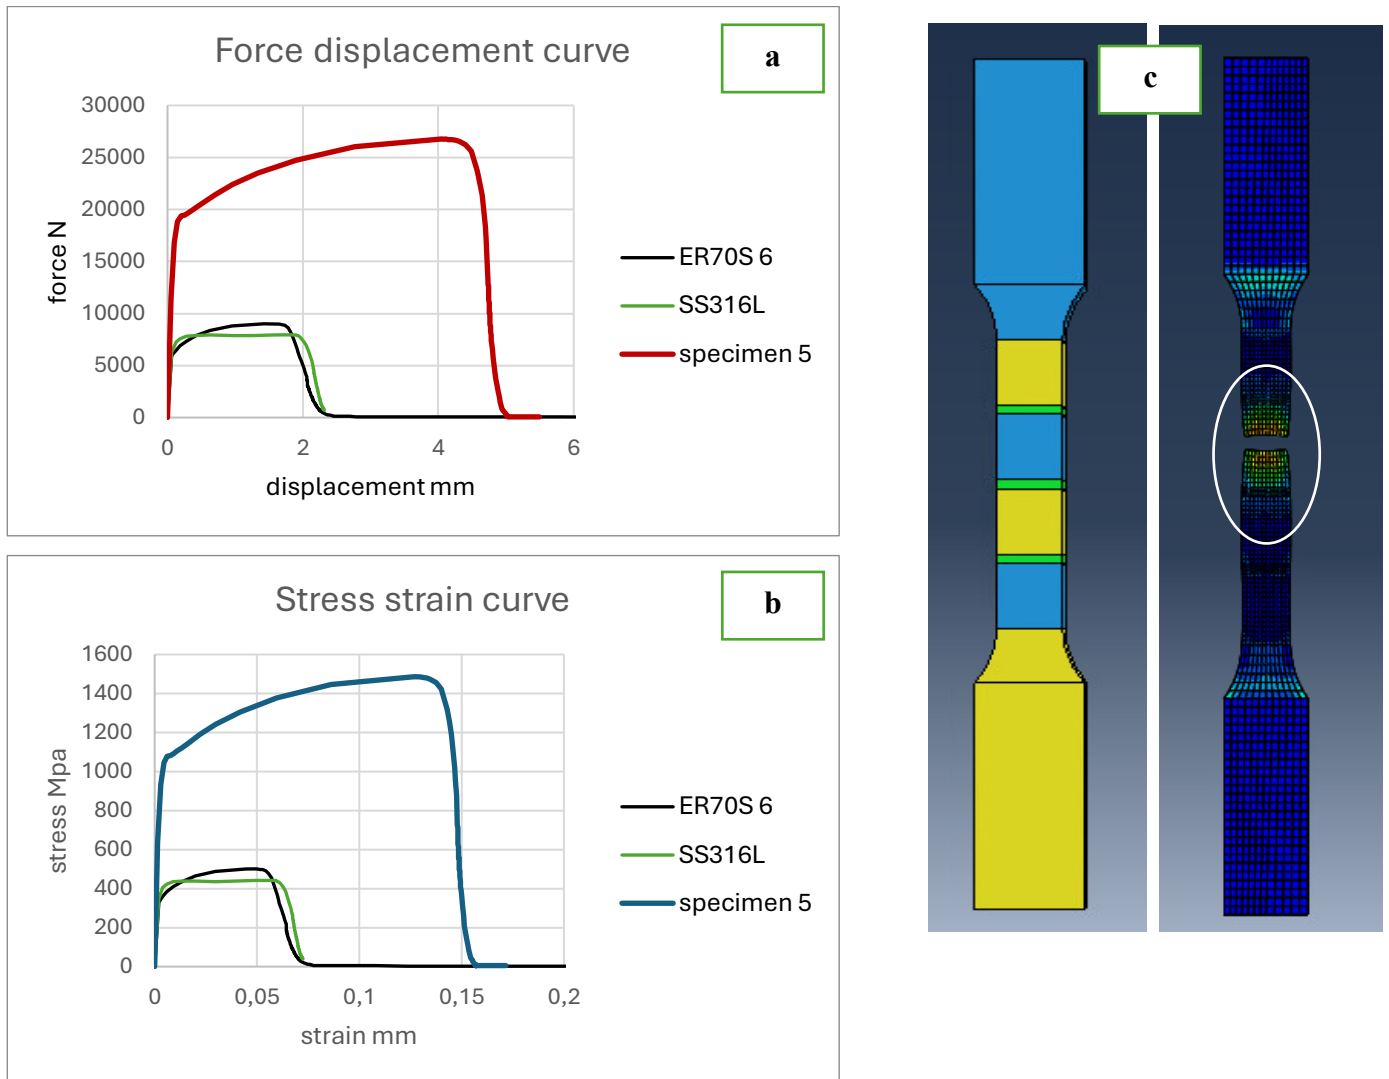 Force displacement curve
a
30000
25000
20000
15000
10000
5000
0
force N
0 2 4 6
displacement mm
ER70S 6
SS316L
specimen 5
Stress strain curve
b
1600
1400
1200
1000
800
600
400
200
0
stress Mpa
0 0,05 0,1 0,15 0,2
strain mm
ER70S 6
SS316L
specimen 5
c